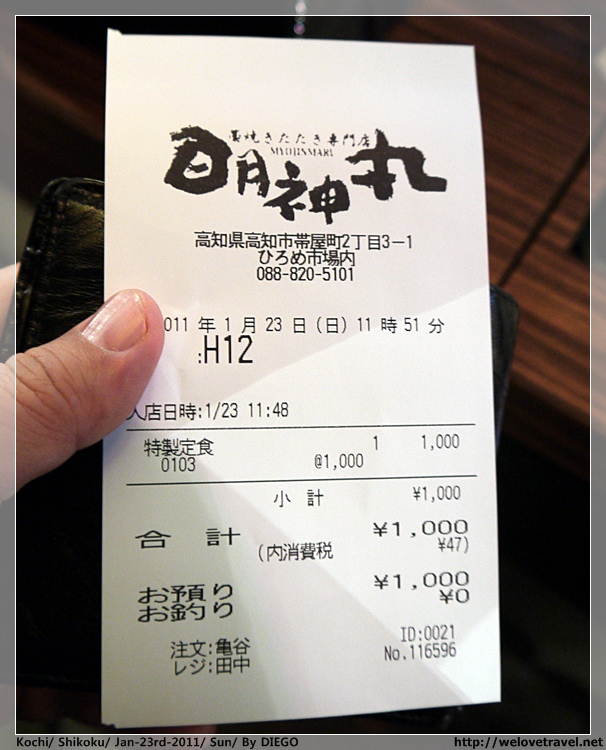 藁焼きたたき専門店
MYOJINMARU
明神丸
高知県高知市帯屋町2丁目3-1
ひろめ市場内
088-820-5101
011 年 1 月 23 日(日) 11 時 51 分
:H12
入店日時:1/23 11:48
特製定食 1 1,000
0103 @1,000
小 計 ¥1,000
合 計 ¥1,000
(内消費税 ¥47)
お預り ¥1,000
お釣り ¥0
ID:0021
注文:亀谷 No.116596
レジ:田中
Kochi/ Shikoku/ Jan-23rd-2011/ Sun/ By DIEGO
http://welovetravel.net